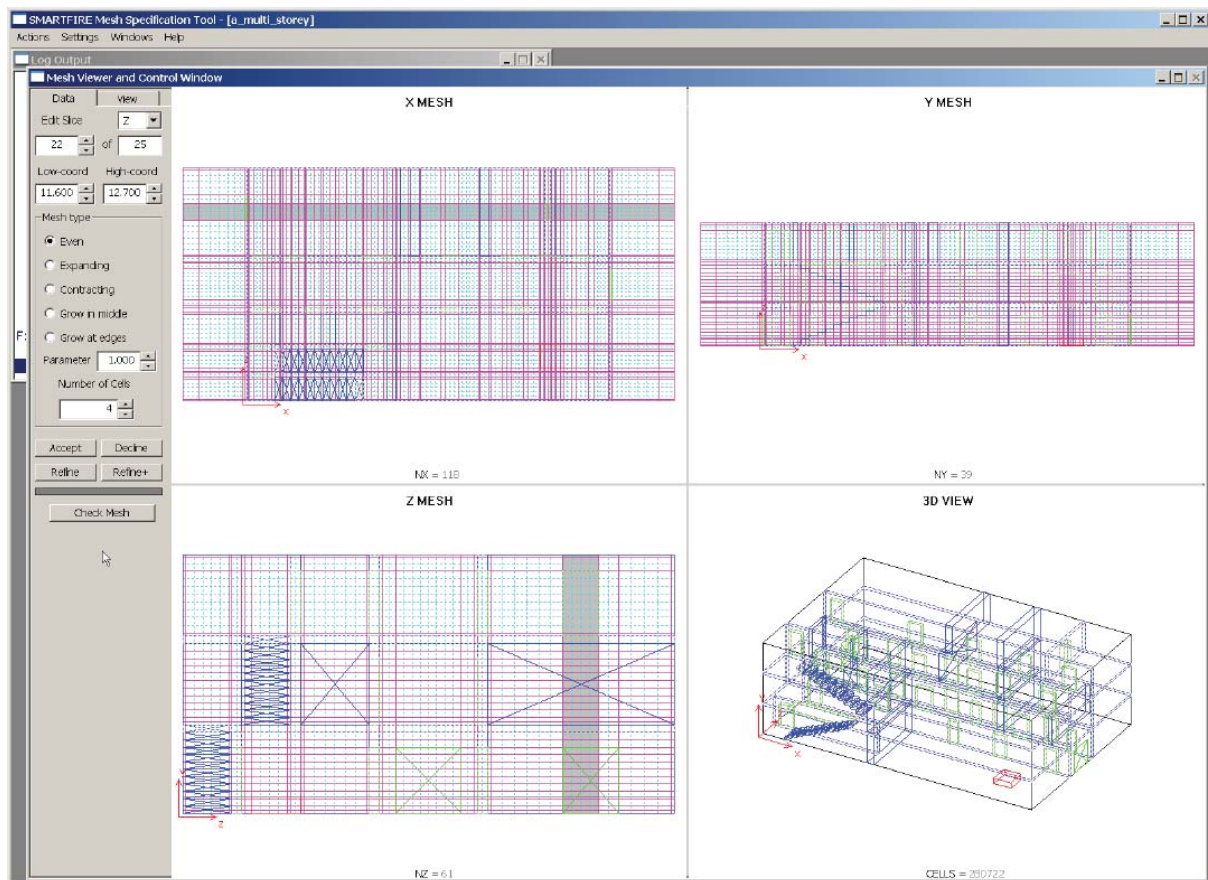 SMARTFIRE Mesh Specification Tool - [a_multi_storey]
Actions Settings Windows Help
Log Output
Mesh Viewer and Control Window
Data View
Edit Slice Z
22 of 25
Low-coord High-coord
11.600 12.700
Mesh type
Even
Expanding
Contracting
Grow in middle
Grow at edges
Parameter 1.000
Number of Cells
4
Accept Decline
Refine Refine+
Check Mesh
X MESH
X
NX = 118
Y MESH
X
NY = 39
Z MESH
Y
Z
NZ = 61
3D VIEW
Y
X
CELLS = 280722